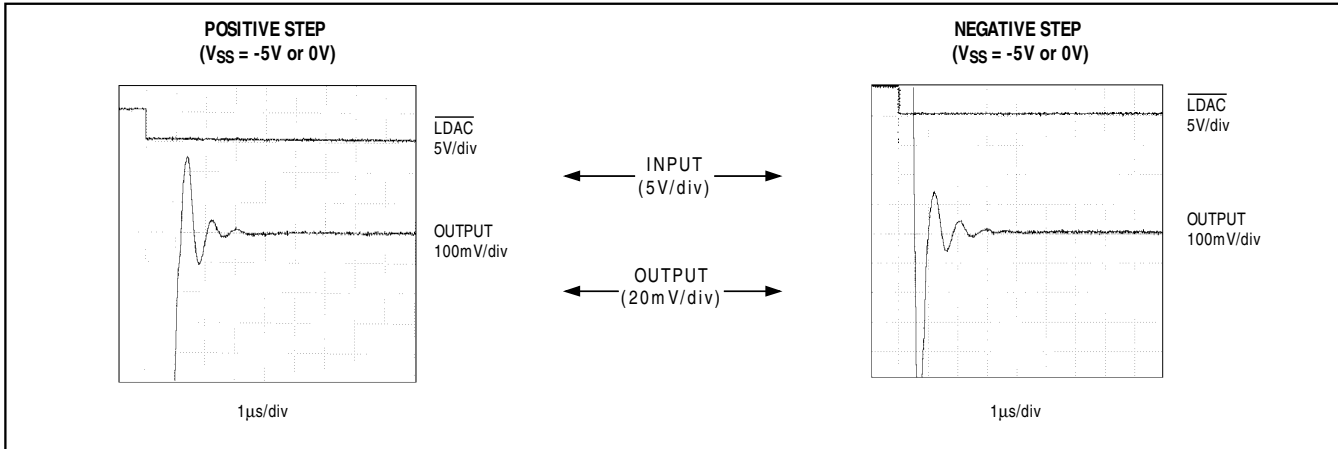 POSITIVE STEP
(VSS = -5V or 0V)
LDAC
5V/div
OUTPUT
100mV/div
1μs/div
INPUT
(5V/div)
OUTPUT
(20mV/div)
NEGATIVE STEP
(VSS = -5V or 0V)
LDAC
5V/div
OUTPUT
100mV/div
1μs/div